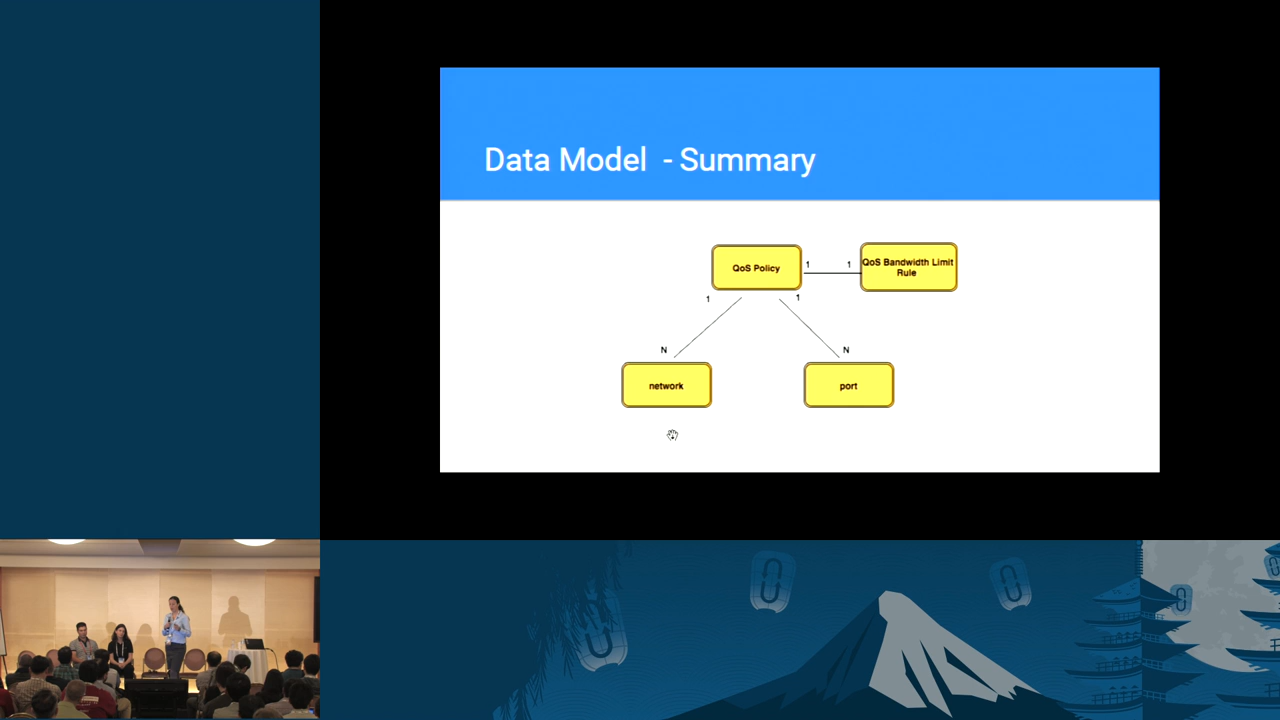 Data Model - Summary
QoS Policy
1
1
QoS Bandwidth Limit
Rule
1
1
N
N
network
port